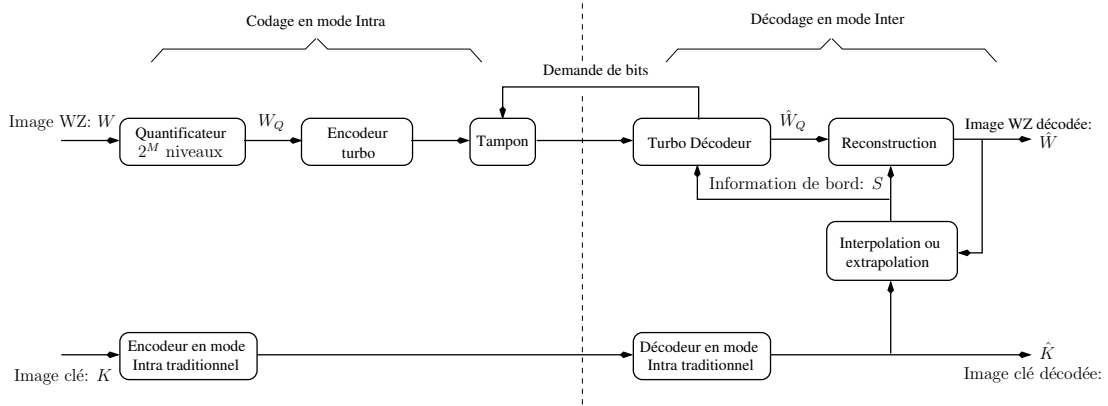 Codage en mode Intra
Décodage en mode Inter
Demande de bits
Image WZ: W
Quantificateur
2^M niveaux
W_Q
Encodeur
turbo
Tampon
Turbo Décodeur
Ŵ_Q
Reconstruction
Image WZ décodée:
Ŵ
Information de bord: S
Interpolation ou
extrapolation
Encodeur en mode
Intra traditionnel
Décodeur en mode
Intra traditionnel
Image clé: K
K̂
Image clé décodée: